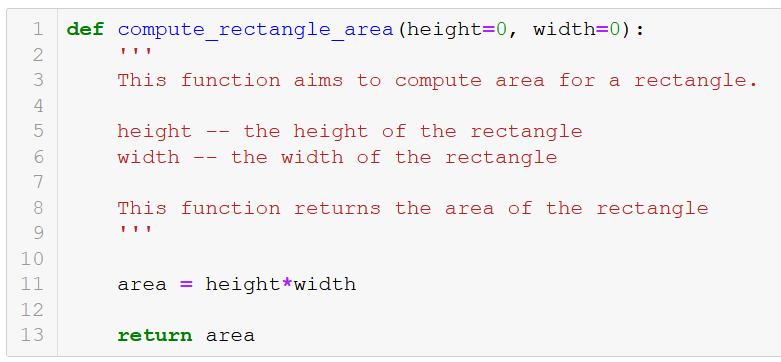 1 def compute_rectangle_area(height=0, width=0):
2     '''
3     This function aims to compute area for a rectangle.
4
5     height -- the height of the rectangle
6     width -- the width of the rectangle
7
8     This function returns the area of the rectangle
9     '''
10
11     area = height*width
12
13     return area